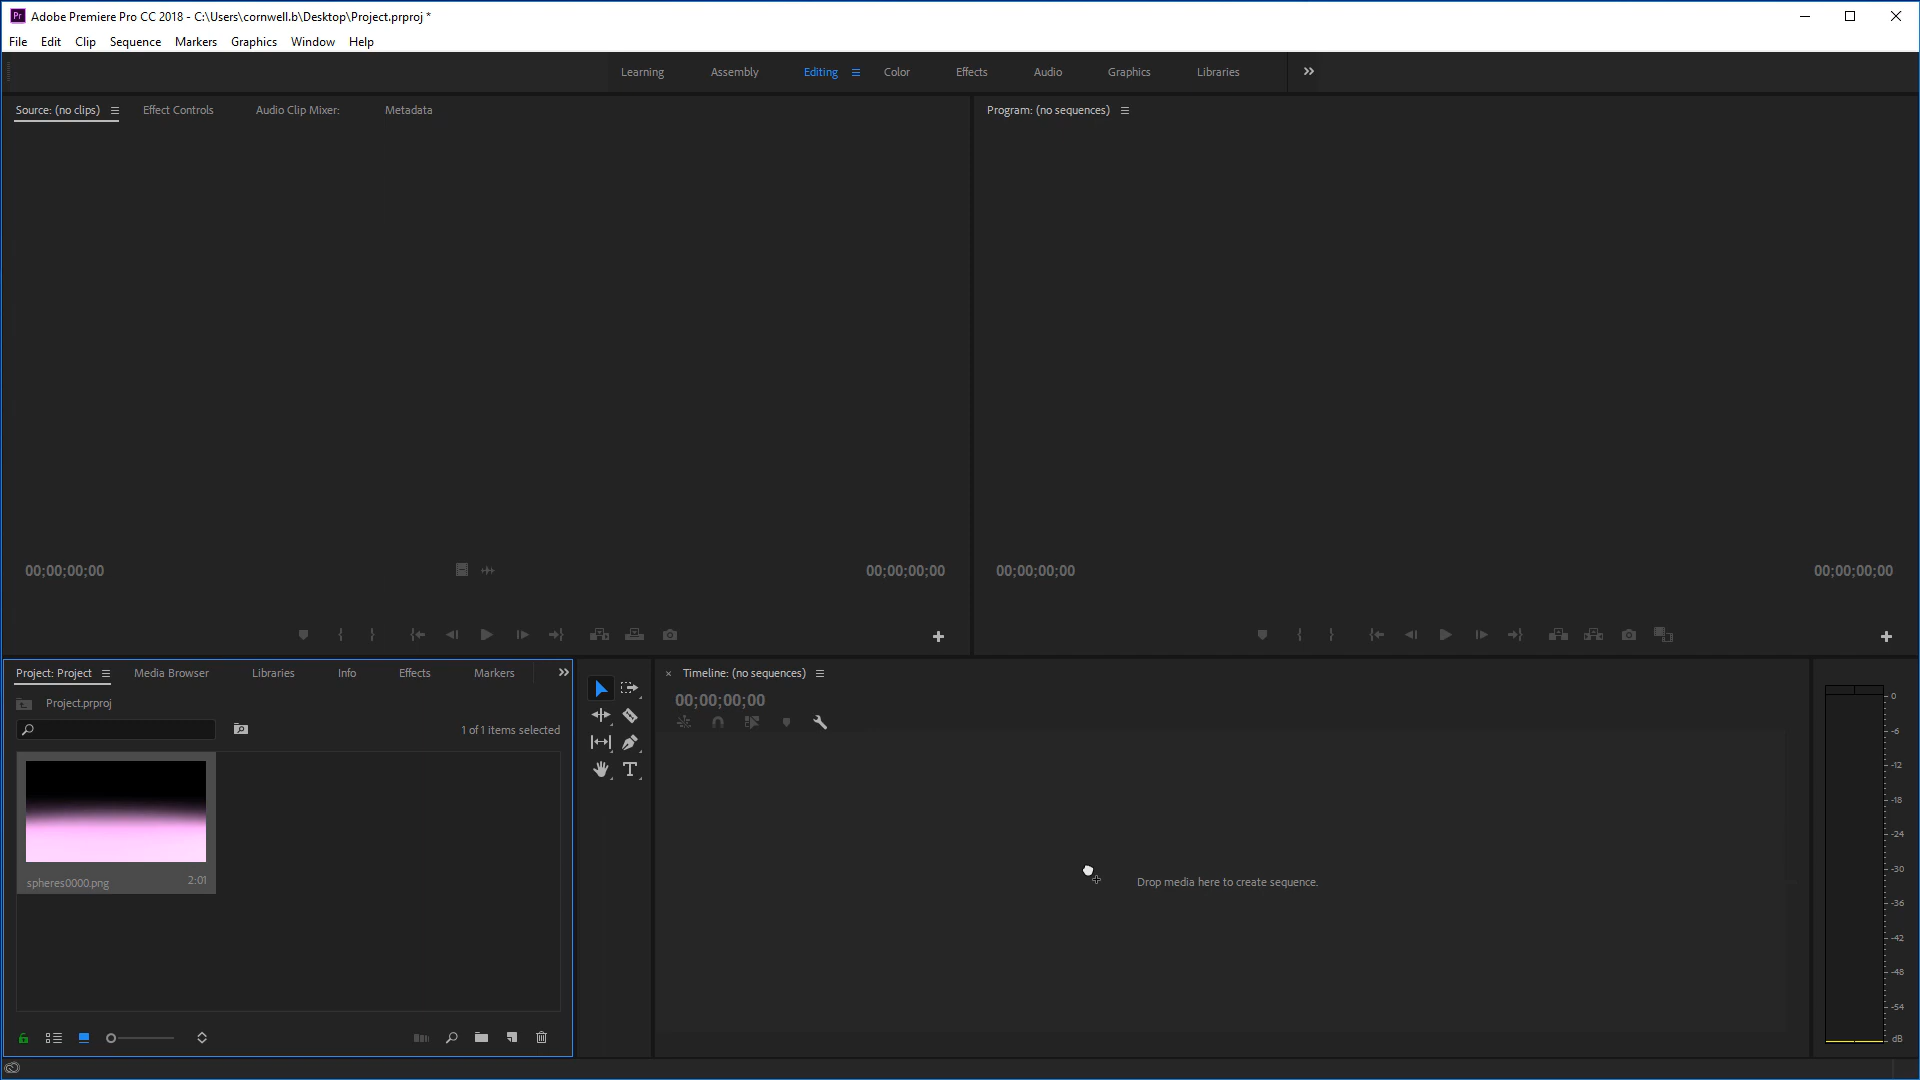 Pr Adobe Premiere Pro CC 2018 - C:\Users\cornwell.b\Desktop\Project.prproj *
File Edit Clip Sequence Markers Graphics Window Help
Learning Assembly Editing Color Effects Audio Graphics Libraries
Source: (no clips) Effect Controls Audio Clip Mixer: Metadata
Program: (no sequences)
00;00;00;00 00;00;00;00
00;00;00;00 00;00;00;00
Project: Project Media Browser Libraries Info Effects Markers
Project.prproj
1 of 1 items selected
spheres0000.png 2:01
Timeline: (no sequences)
00;00;00;00
Drop media here to create sequence.
0
-6
-12
-18
-24
-30
-36
-42
-48
-54
dB